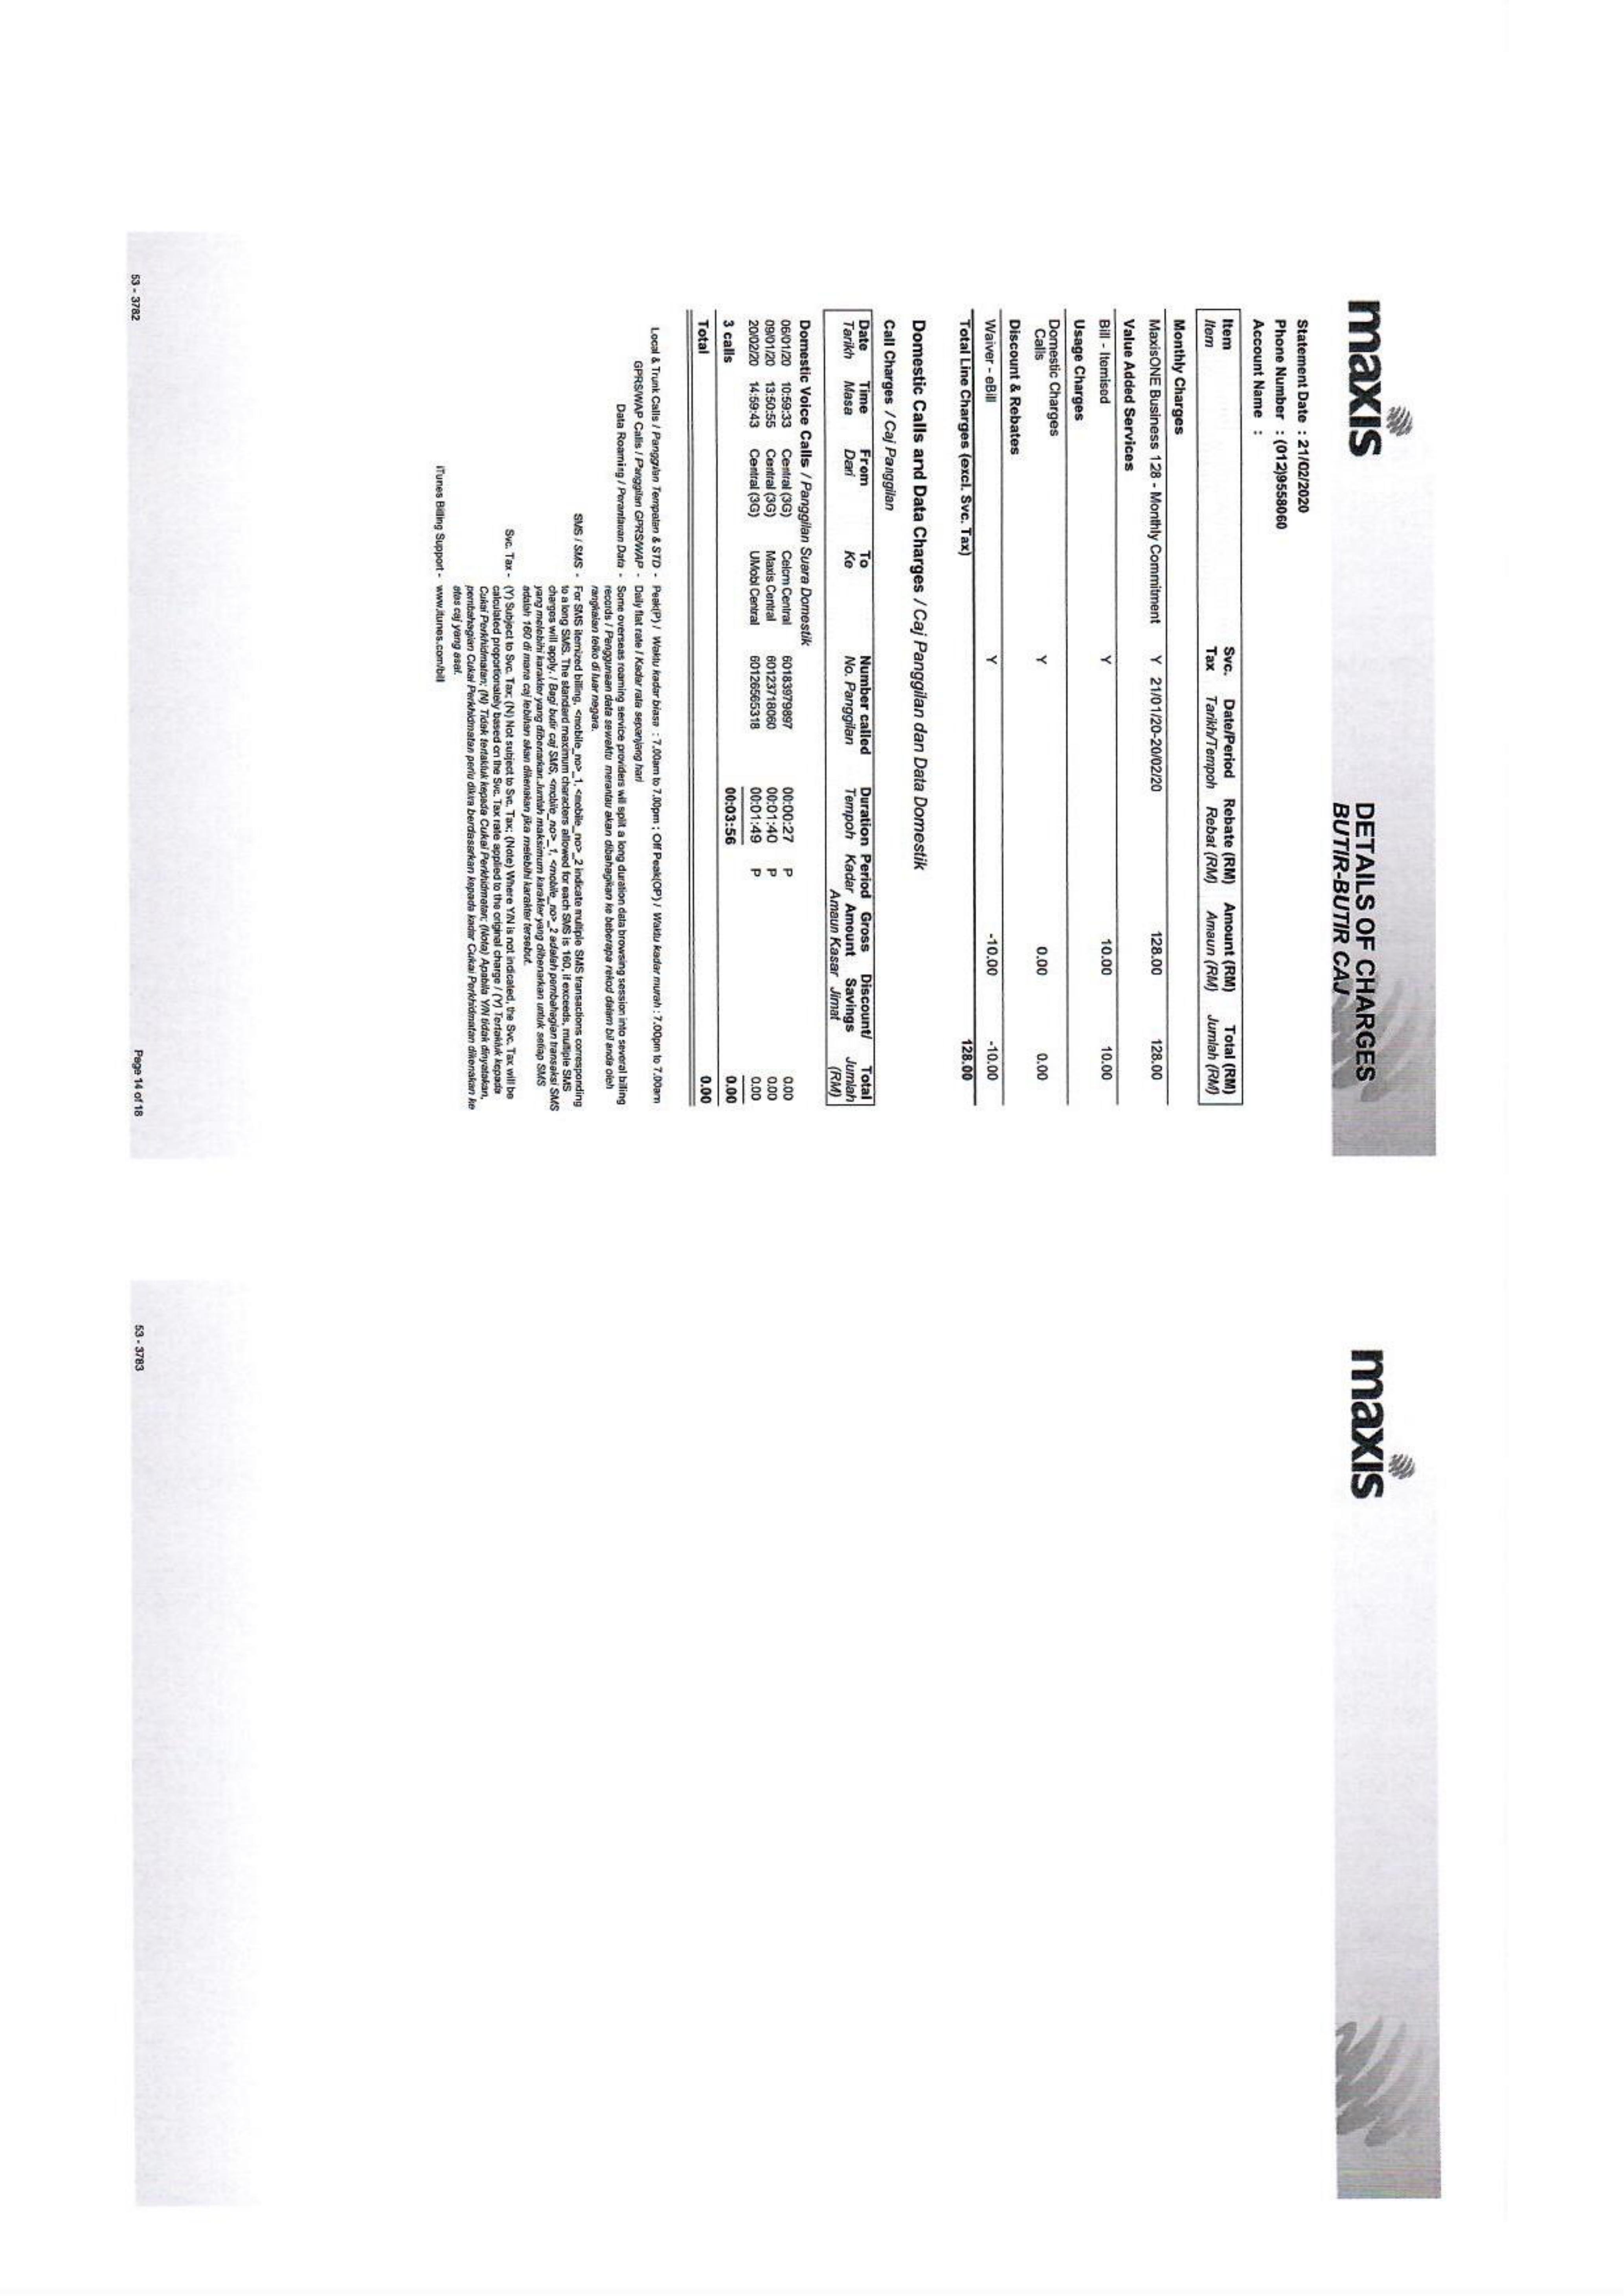 maxis
DETAILS OF CHARGES
BUTIR-BUTIR CAJ
Statement Date : 21/02/2020
Phone Number : (012)9558060
Account Name :
Item Svc. Date/Period Rebate (RM) Amount (RM) Total (RM)
Item Tax Tarikh/Tempoh Rebat (RM) Amaun (RM) Jumlah (RM)
Monthly Charges
MaxisONE Business 128 - Monthly Commitment Y 21/01/20-20/02/20 128.00 128.00
Value Added Services
Bill - Itemised Y 10.00 10.00
Usage Charges
Domestic Charges Y 0.00 0.00
Calls
Discount & Rebates
Waiver - eBill Y -10.00 -10.00
Total Line Charges (excl. Svc. Tax) 128.00
Domestic Calls and Data Charges / Caj Panggilan dan Data Domestik
Call Charges / Caj Panggilan
Date Time From To Number called Duration Period Gross Discount/ Total
Tarikh Masa Dari Ke No. Panggilan Tempoh Kadar Amount Savings Jumlah
Amaun Kasar Jimat (RM)
Domestic Voice Calls / Panggilan Suara Domestik
06/01/20 10:59:33 Central (3G) Celcm Central 60183979897 00:00:27 P 0.00
09/01/20 13:50:55 Central (3G) Maxis Central 60123718060 00:01:40 P 0.00
20/02/20 14:59:43 Central (3G) UMobl Central 60126565318 00:01:49 P 0.00
3 calls 00:03:56 0.00
Total 0.00
Local & Trunk Calls / Panggilan Tempatan & STD - Peak(P) / Waktu kadar biasa : 7.00am to 7.00pm ; Off Peak(OP) / Waktu kadar murah : 7.00pm to 7.00am
GPRS/WAP Calls / Panggilan GPRS/WAP - Daily flat rate / Kadar rata sepanjang hari
Data Roaming / Perantauan Data - Some overseas roaming service providers will split a long duration data browsing session into several billing
records / Penggunaan data sewaktu merantau akan dibahagikan ke beberapa rekod dalam bil anda oleh
rangkaian telko di luar negara.
SMS / SMS - For SMS itemized billing, <mobile_no>_1, <mobile_no>_2 indicate multiple SMS transactions corresponding
to a long SMS. The standard maximum characters allowed for each SMS is 160, if exceeds, multiple SMS
charges will apply. / Bagi butir caj SMS, <mobile_no>_1, <mobile_no>_2 adalah pembahagian transaksi SMS
yang melebihi karakter yang dibenarkan.Jumlah maksimum karakter yang dibenarkan untuk setiap SMS
adalah 160 di mana caj lebihan akan dikenakan jika melebihi karakter tersebut.
Svc. Tax - (Y) Subject to Svc. Tax; (N) Not subject to Svc. Tax; (Note) Where Y/N is not indicated, the Svc. Tax will be
calculated proportionately based on the Svc. Tax rate applied to the original charge / (Y) Tertakluk kepada
Cukai Perkhidmatan; (N) Tidak tertakluk kepada Cukai Perkhidmatan; (Nota) Apabila Y/N tidak dinyatakan,
pembahagian Cukai Perkhidmatan perlu dikira berdasarkan kepada kadar Cukai Perkhidmatan dikenakan ke
atas caj yang asal.
iTunes Billing Support - www.itunes.com/bill
53 - 3782 Page 14 of 18
maxis
53 - 3783